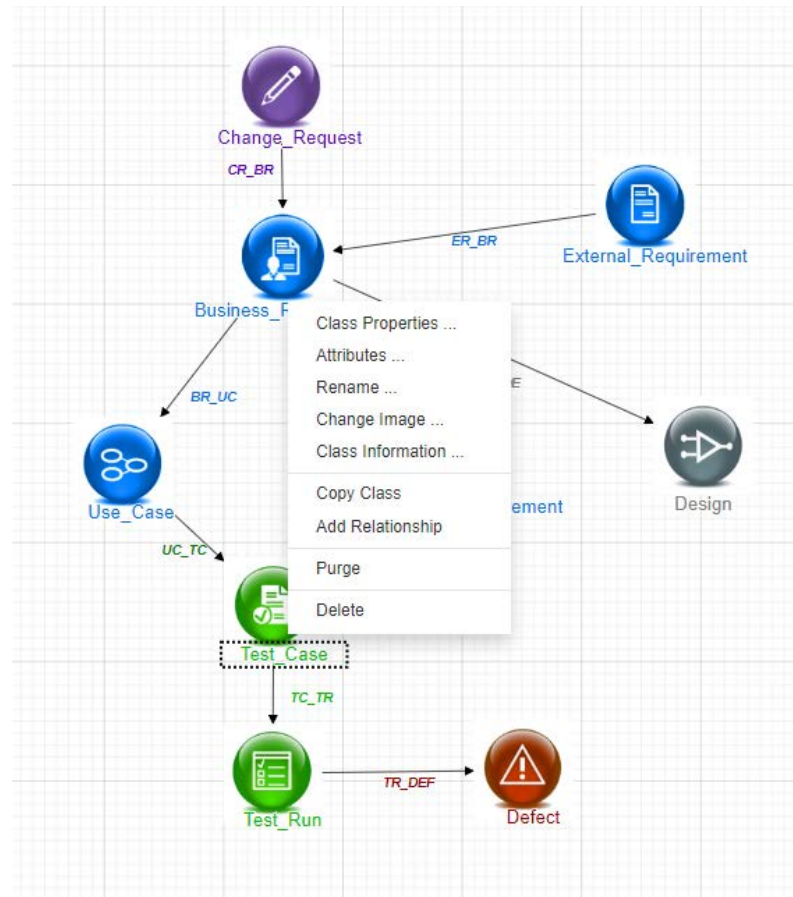 Change_Request
CR_BR
ER_BR
External_Requirement
Business_
Class Properties ...
Attributes ...
Rename ...
Change Image ...
Class Information ...
Copy Class
Add Relationship
Purge
Delete
BR_UC
E
Use_Case
ement
Design
UC_TC
Test_Case
TC_TR
Test_Run
TR_DEF
Defect